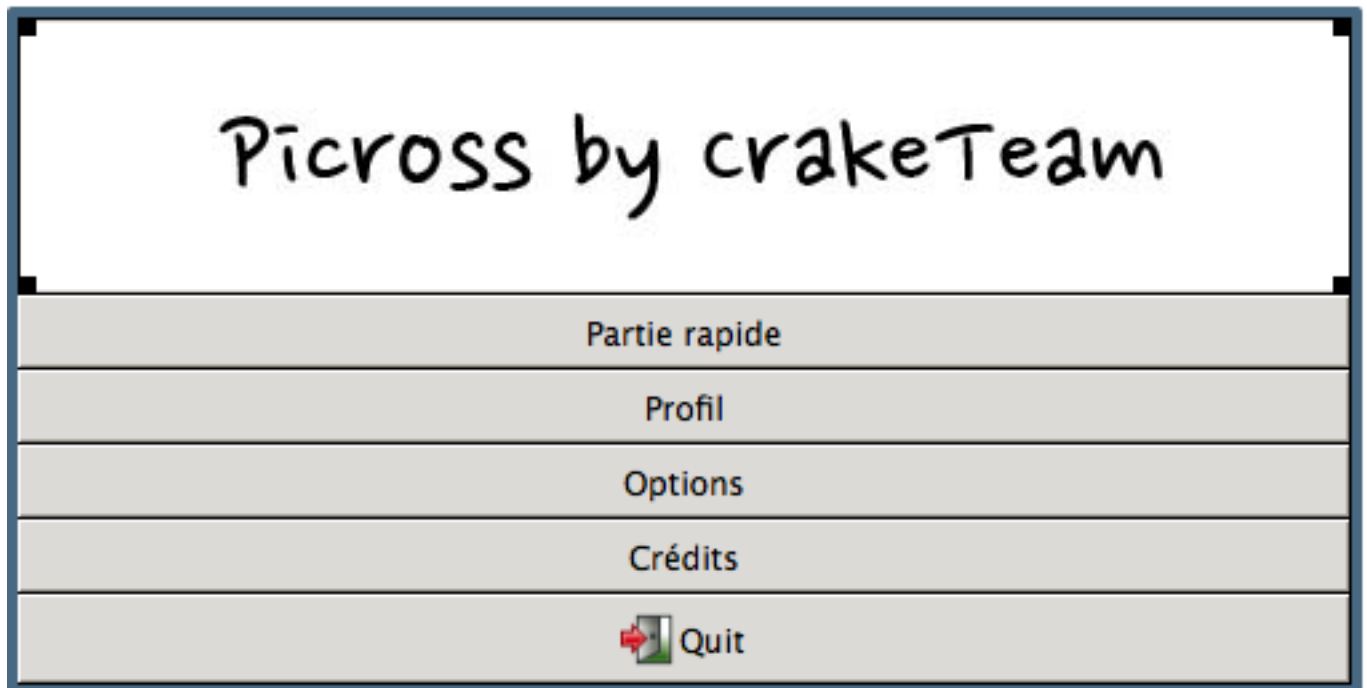 Picross by CrakeTeam
Partie rapide
Profil
Options
Crédits
Quit